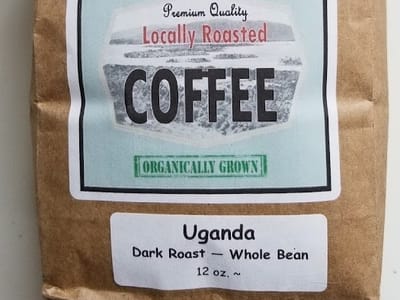 Premium Quality
Locally Roasted
COFFEE
ORGANICALLY GROWN
Uganda
Dark Roast — Whole Bean
12 oz. ~